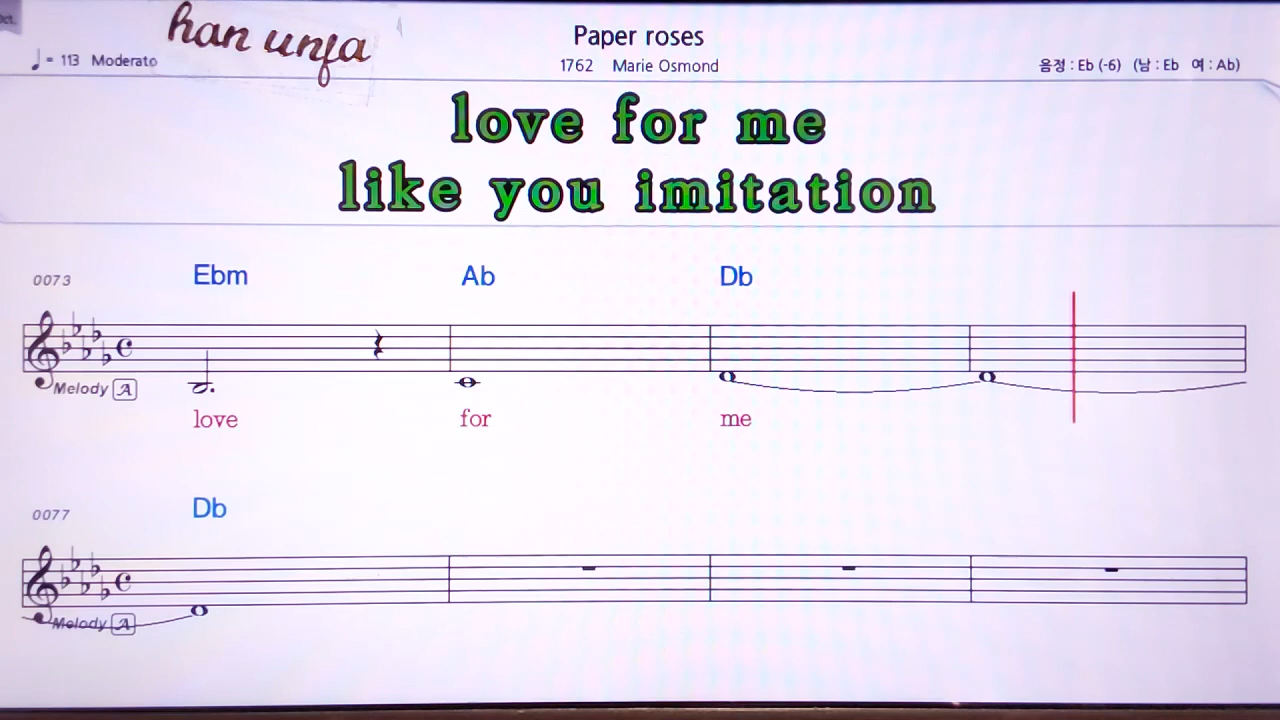 oct.
han unja
Paper roses
♩= 113 Moderato
1762 Marie Osmond
음정 : Eb (-6) (남 : Eb 여 : Ab)
love for me
like you imitation
0073
Ebm Ab Db
Melody A
love for me
0077
Db
Melody A